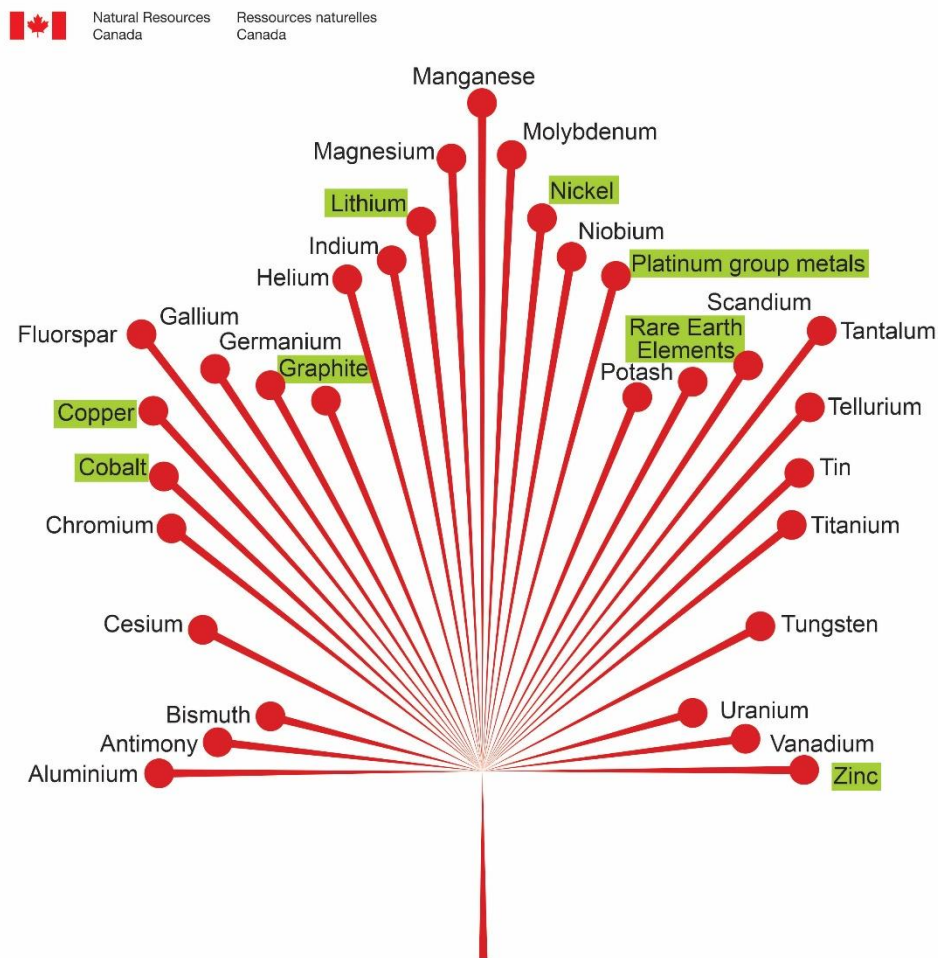 Natural Resources
Canada
Ressources naturelles
Canada
Manganese
Molybdenum
Magnesium
Nickel
Lithium
Niobium
Indium
Platinum group metals
Helium
Scandium
Gallium
Fluorspar
Tantalum
Rare Earth
Elements
Germanium
Graphite
Potash
Copper
Tellurium
Cobalt
Tin
Chromium
Titanium
Cesium
Tungsten
Bismuth
Uranium
Antimony
Vanadium
Aluminium
Zinc